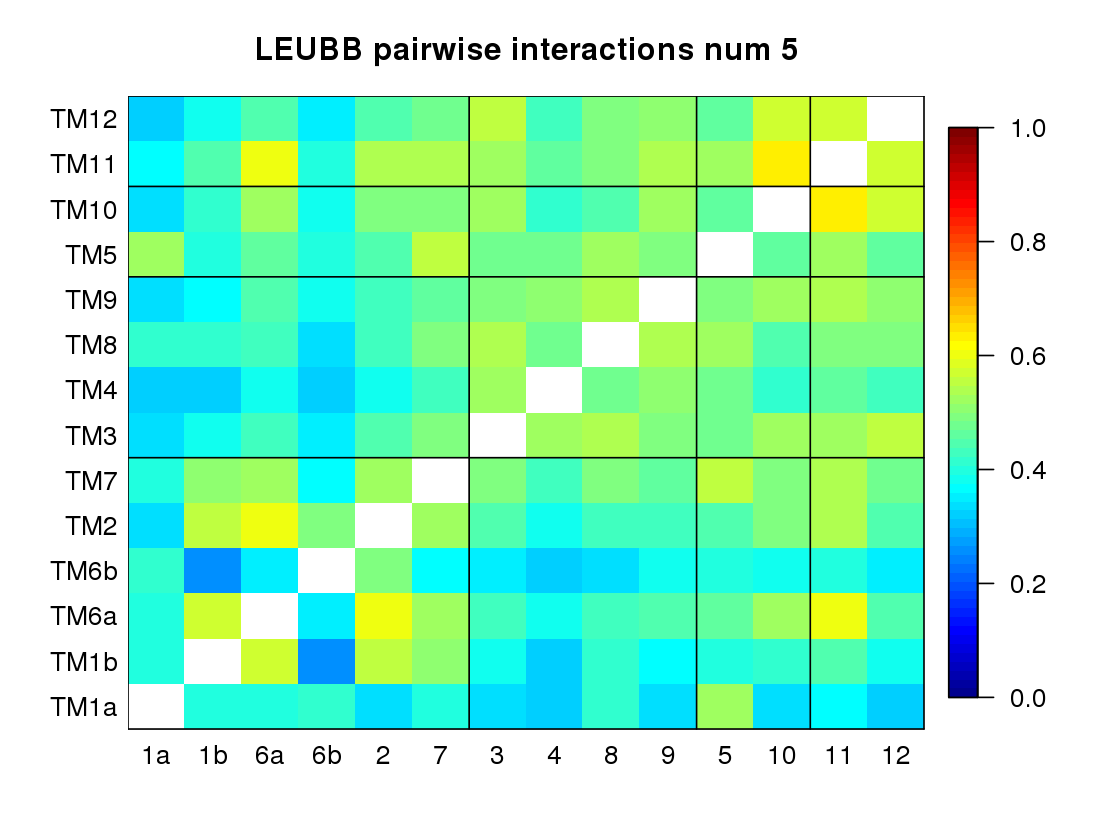 LEUBB pairwise interactions num 5
TM12
TM11
TM10
TM5
TM9
TM8
TM4
TM3
TM7
TM2
TM6b
TM6a
TM1b
TM1a
1a 1b 6a 6b 2 7 3 4 8 9 5 10 11 12
1.0
0.8
0.6
0.4
0.2
0.0